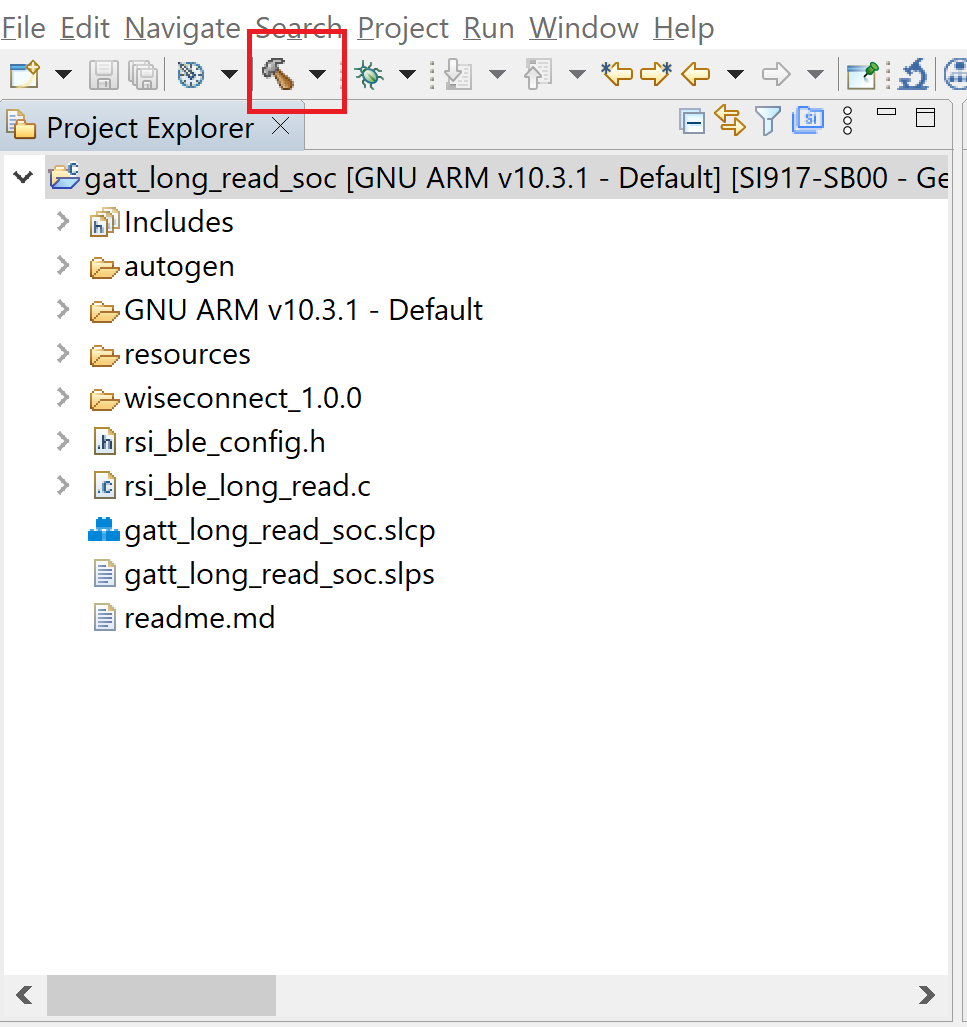 File Edit Navigate Search Project Run Window Help
Project Explorer
gatt_long_read_soc [GNU ARM v10.3.1 - Default] [SI917-SB00 - Ge
Includes
autogen
GNU ARM v10.3.1 - Default
resources
wiseconnect_1.0.0
rsi_ble_config.h
rsi_ble_long_read.c
gatt_long_read_soc.slcp
gatt_long_read_soc.slps
readme.md